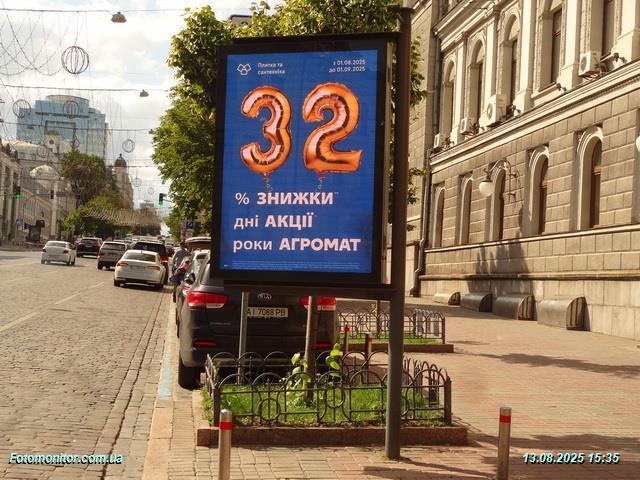 Плитка та
сантехніка
з 01.08.2025
до 01.09.2025
32
% ЗНИЖКИ
дні АКЦІЇ
роки АГРОМАТ
KIA
AI 7088 PB
Fotomonitor.com.ua
13.08.2025 15:35